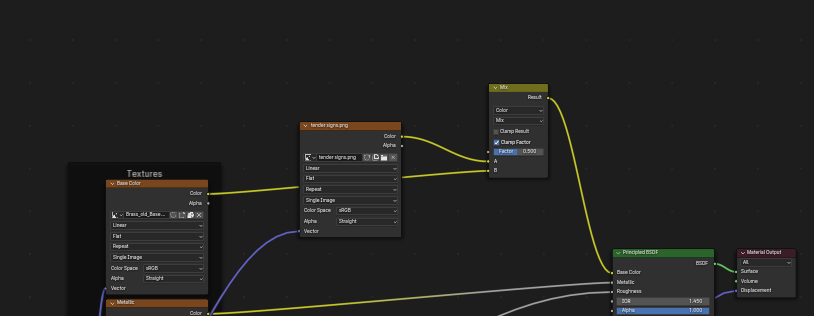 Mix
Result
Color
Mix
Clamp Result
Clamp Factor
Factor 0.500
A
B
tender signs.png
Color
Alpha
tender signs.png
Linear
Flat
Repeat
Single Image
Color Space sRGB
Alpha Straight
Vector
Textures
Base Color
Color
Alpha
Brass_old_Base...
Linear
Flat
Repeat
Single Image
Color Space sRGB
Alpha Straight
Vector
Metallic
Color
Principled BSDF
BSDF
Base Color
Metallic
Roughness
IOR 1.450
Alpha 1.000
Material Output
All
Surface
Volume
Displacement